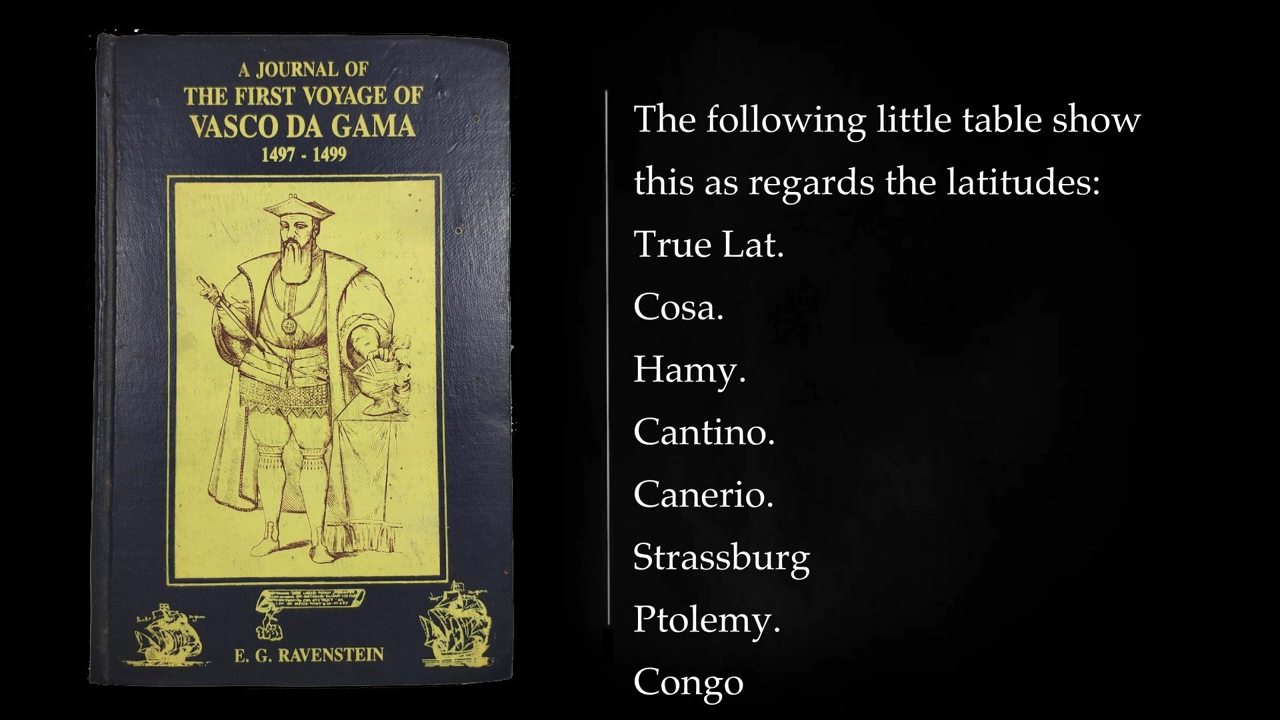 A JOURNAL OF
THE FIRST VOYAGE OF
VASCO DA GAMA
1497 - 1499
E. G. RAVENSTEIN
The following little table show
this as regards the latitudes:
True Lat.
Cosa.
Hamy.
Cantino.
Canerio.
Strassburg
Ptolemy.
Congo